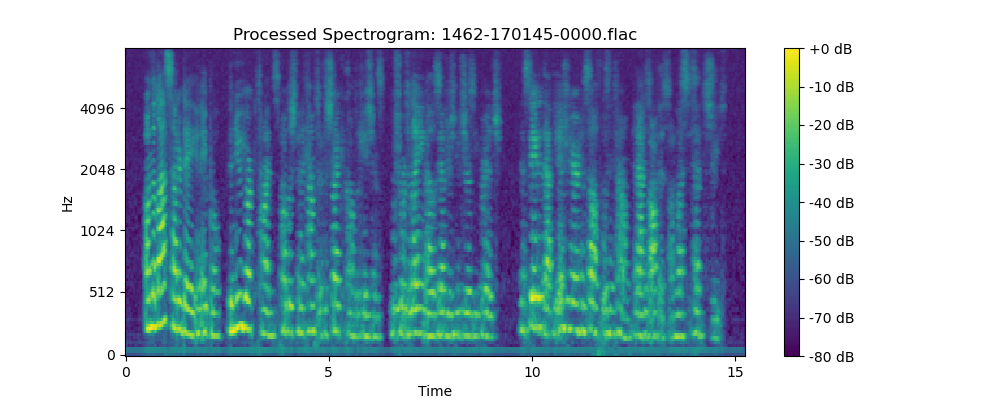 Processed Spectrogram: 1462-170145-0000.flac
Hz
4096
2048
1024
512
0
0 5 10 15
Time
+0 dB
-10 dB
-20 dB
-30 dB
-40 dB
-50 dB
-60 dB
-70 dB
-80 dB